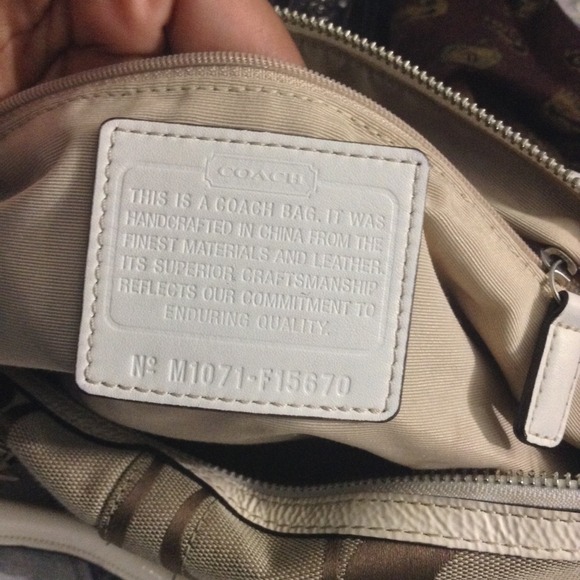 COACH
THIS IS A COACH BAG. IT WAS
HANDCRAFTED IN CHINA FROM THE
FINEST MATERIALS AND LEATHER.
ITS SUPERIOR CRAFTSMANSHIP
REFLECTS OUR COMMITMENT TO
ENDURING QUALITY.
Nº M1071-F15670